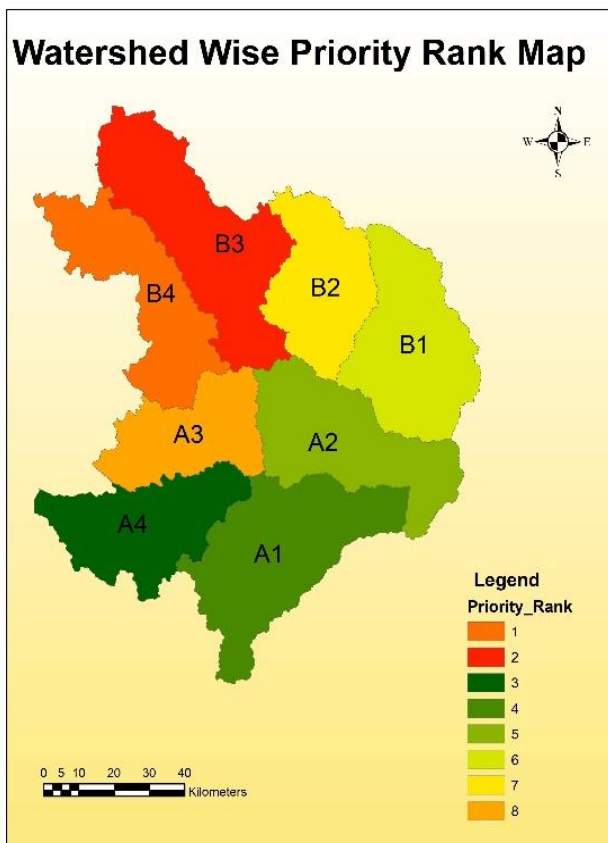 Watershed Wise Priority Rank Map
N
W E
S
B3
B4
B2
B1
A3
A2
A4
A1
Legend
Priority_Rank
1
2
3
4
5
6
7
8
0 5 10 20 30 40
Kilometers